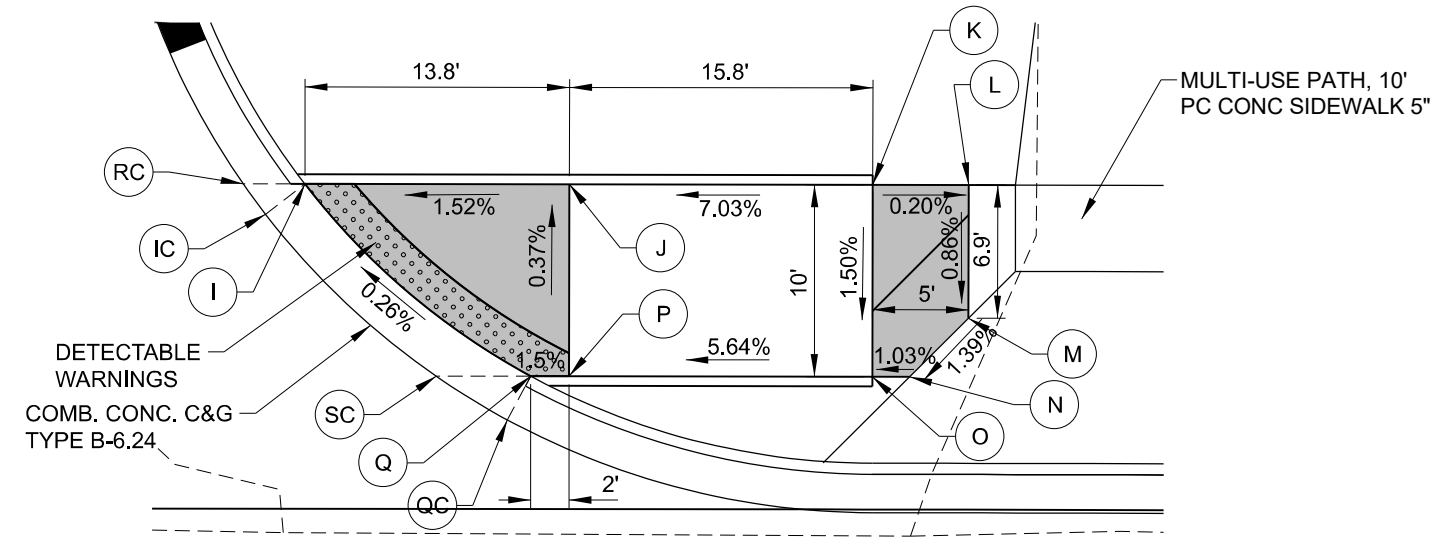 K
13.8'
15.8'
L
MULTI-USE PATH, 10'
PC CONC SIDEWALK 5"
RC
1.52%
7.03%
0.20%
IC
J
I
0.37%
10'
1.50%
0.86%
6.9'
5'
0.26%
P
DETECTABLE
WARNINGS
1.5%
5.64%
1.03%
1.39%
M
COMB. CONC. C&G
TYPE B-6.24
SC
N
Q
O
QC
2'